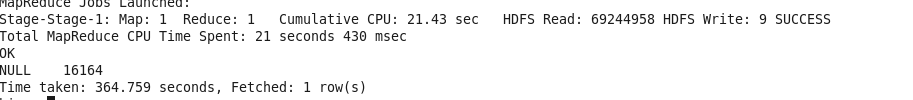 MapReduce Jobs Launched:
Stage-Stage-1: Map: 1  Reduce: 1   Cumulative CPU: 21.43 sec   HDFS Read: 69244958 HDFS Write: 9 SUCCESS
Total MapReduce CPU Time Spent: 21 seconds 430 msec
OK
NULL    16164
Time taken: 364.759 seconds, Fetched: 1 row(s)